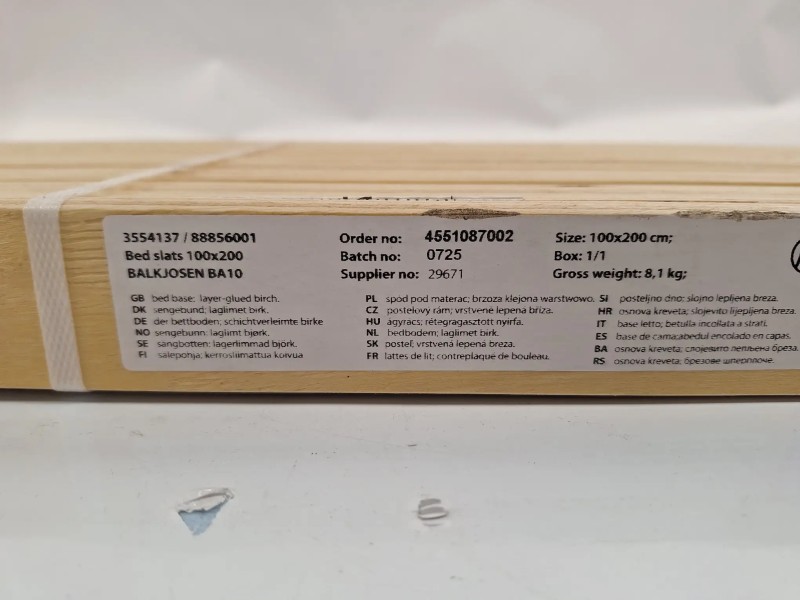 3554137 / 88856001
Bed slats 100x200
BALKJOSEN BA10
Order no: 4551087002
Batch no: 0725
Supplier no: 29671
Size: 100x200 cm;
Box: 1/1
Gross weight: 8,1 kg;
GB bed base; layer-glued birch.
DK sengebund; laglimet birk.
DE der bettboden; schichtverleimte birke
NO sengebunn; laglimt bjørk.
SE sängbotten; lagerlimmad björk.
FI sälepohja; kerrosliimattua koivua
PL spód pod materac; brzoza klejona warstwowo.
CZ postelový rám; vrstvené lepená bříza.
HU ágyrács; rétegragasztott nyírfa.
NL bedbodem; laglimet birk.
SK posteľ; vrstvená lepená breza.
FR lattes de lit; contreplaqué de bouleau.
SI posteljno dno; slojno lepljena breza.
HR osnova kreveta; slojevito lijepljena breza.
IT base letto; betulla incollata a strati.
ES base de cama; abedul encolado en capas.
BA osnova kreveta; слојевито лепљена бреза.
RS osnova kreveta; брезове шперплоче.